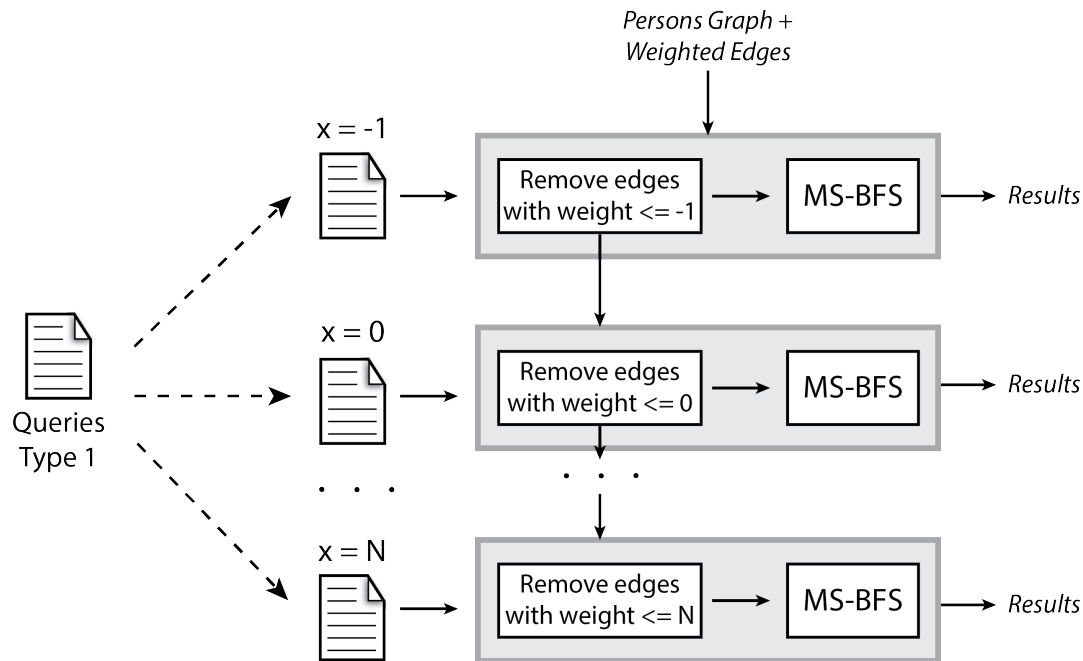 Persons Graph +
Weighted Edges
x = -1
Remove edges
with weight <= -1
MS-BFS
Results
x = 0
Remove edges
with weight <= 0
MS-BFS
Results
Queries
Type 1
. . .
. . .
x = N
Remove edges
with weight <= N
MS-BFS
Results